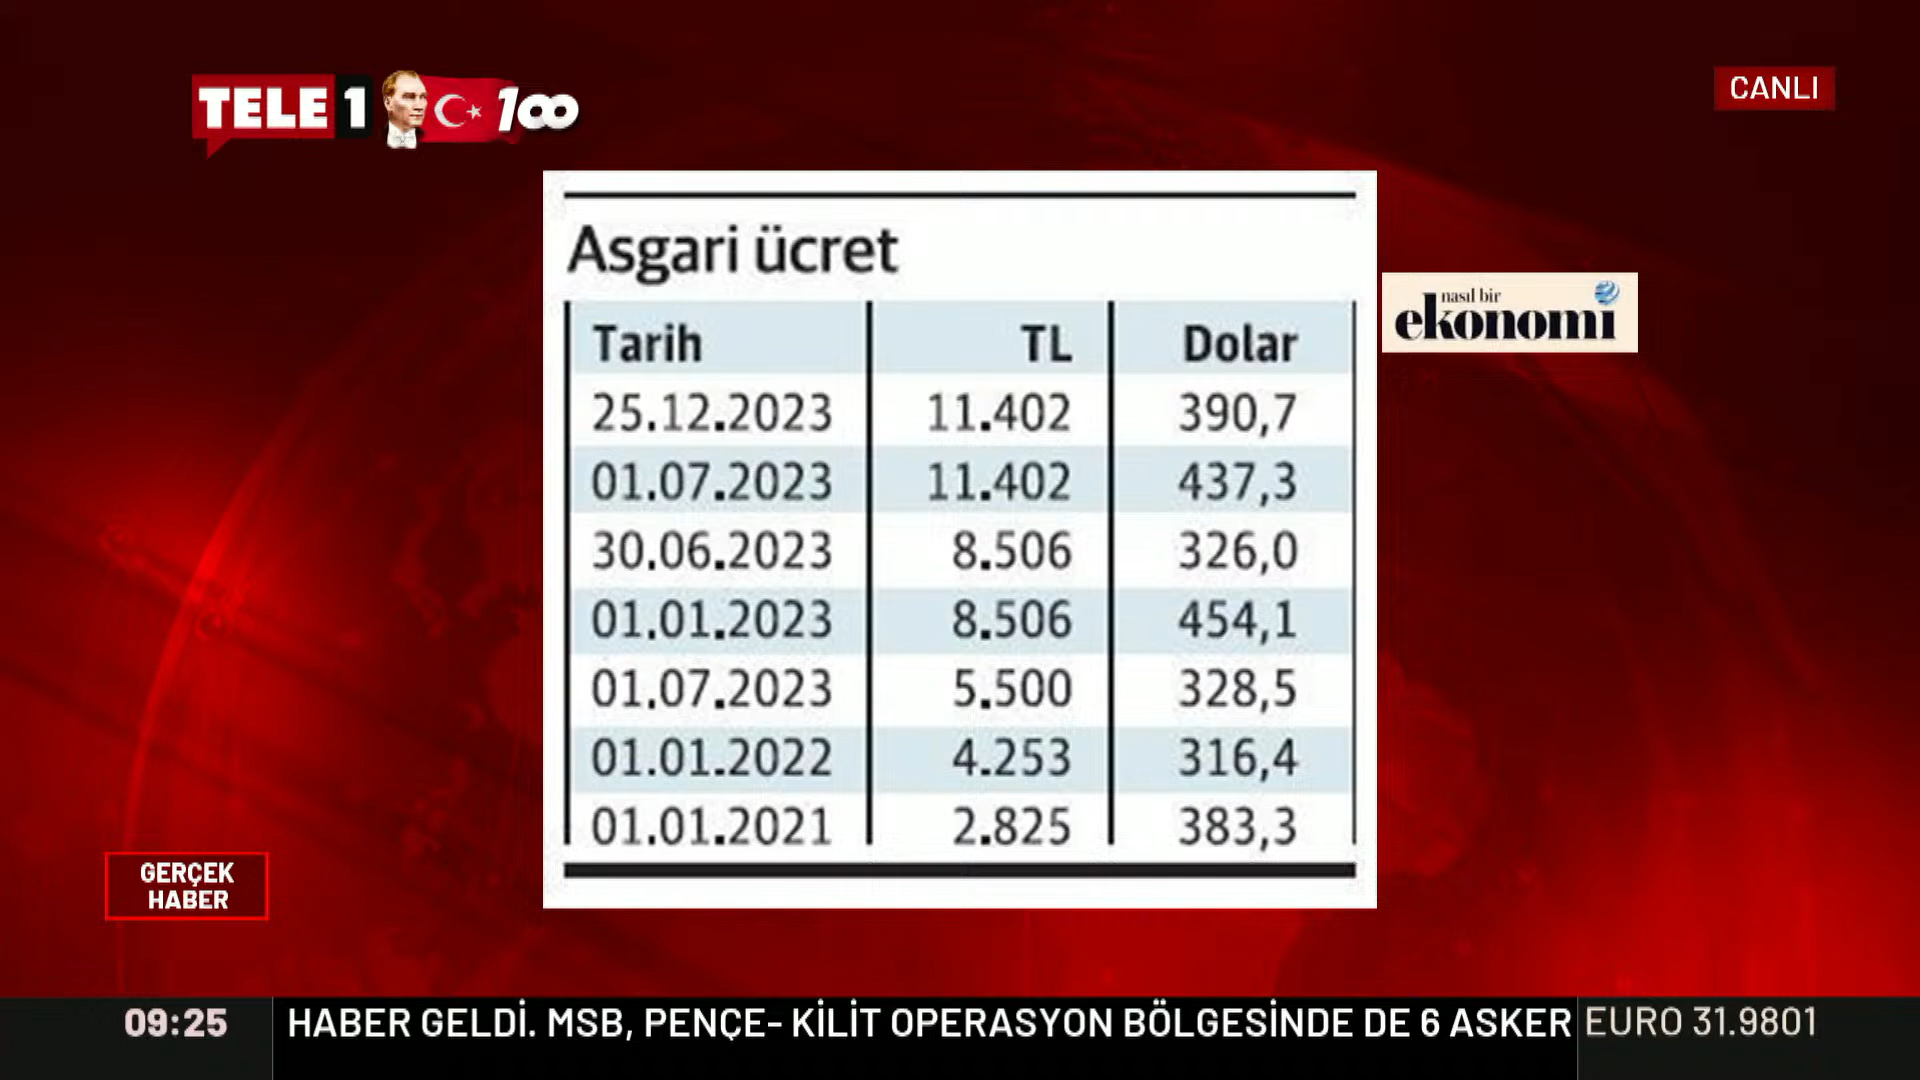 TELE 1 100
CANLI
Asgari ücret
nasıl bir
ekonomi
Tarih TL Dolar
25.12.2023 11.402 390,7
01.07.2023 11.402 437,3
30.06.2023 8.506 326,0
01.01.2023 8.506 454,1
01.07.2023 5.500 328,5
01.01.2022 4.253 316,4
01.01.2021 2.825 383,3
GERÇEK
HABER
09:25 HABER GELDİ. MSB, PENÇE- KİLİT OPERASYON BÖLGESİNDE DE 6 ASKER EURO 31.9801